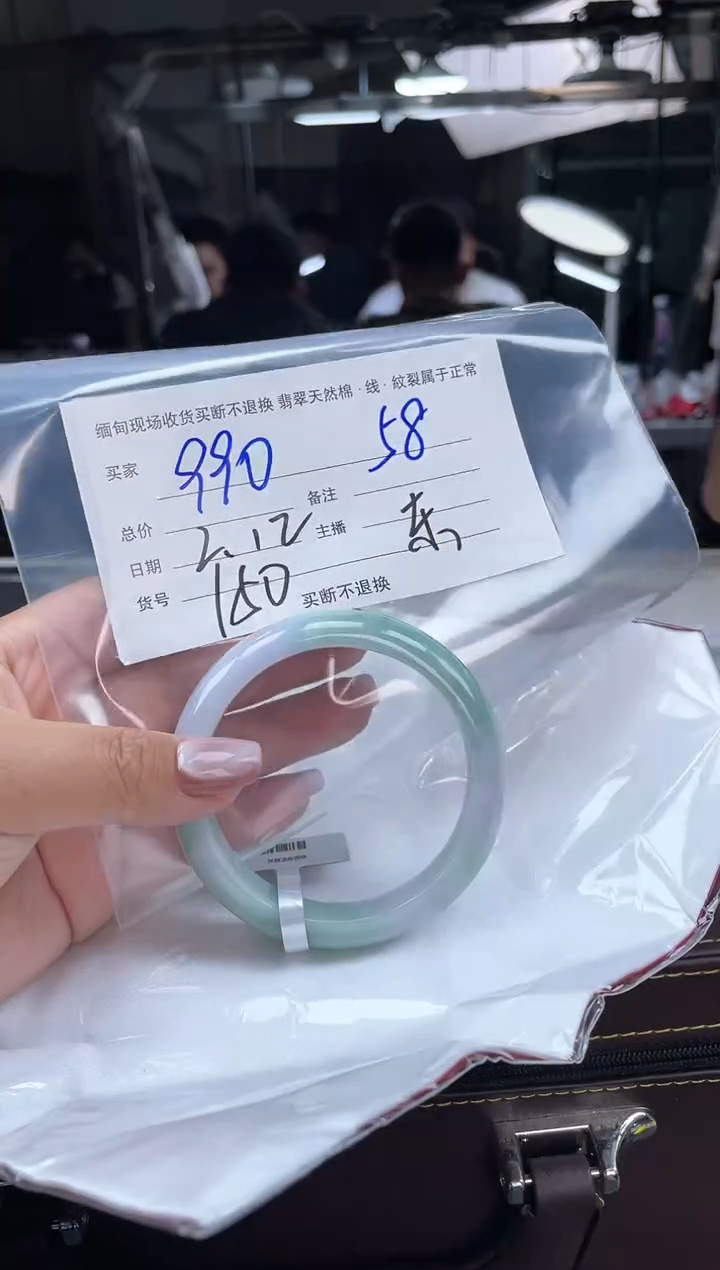 缅甸现场收货买断不退换 翡翠天然棉·线·紋裂属于正常
买家 990 58
总价 备注
日期 2.12 主播
货号 150 买断不退换